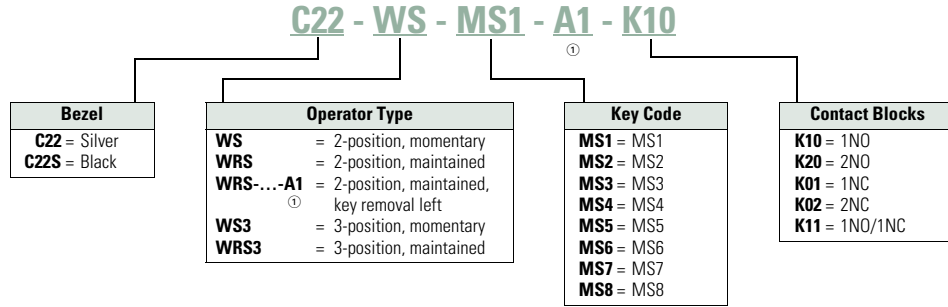 C22 - WS - MS1 - A1 - K10
①
Bezel
C22 = Silver
C22S = Black
Operator Type
WS = 2-position, momentary
WRS = 2-position, maintained
WRS-...-A1 = 2-position, maintained,
① key removal left
WS3 = 3-position, momentary
WRS3 = 3-position, maintained
Key Code
MS1 = MS1
MS2 = MS2
MS3 = MS3
MS4 = MS4
MS5 = MS5
MS6 = MS6
MS7 = MS7
MS8 = MS8
Contact Blocks
K10 = 1NO
K20 = 2NO
K01 = 1NC
K02 = 2NC
K11 = 1NO/1NC